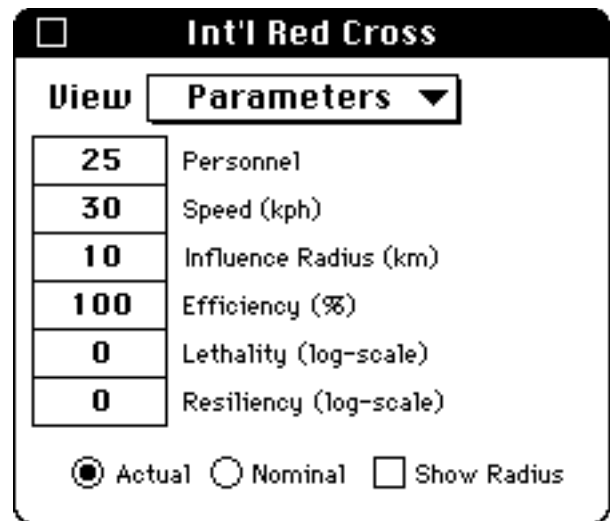 Int'l Red Cross
View Parameters
25 Personnel
30 Speed (kph)
10 Influence Radius (km)
100 Efficiency (%)
0 Lethality (log-scale)
0 Resiliency (log-scale)
Actual Nominal Show Radius